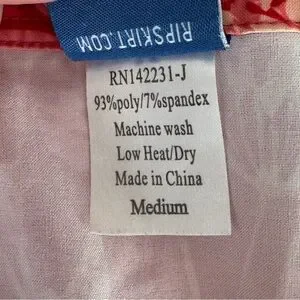 RIPSKIRT.COM
RN142231-J
93%poly/7%spandex
Machine wash
Low Heat/Dry
Made in China
Medium